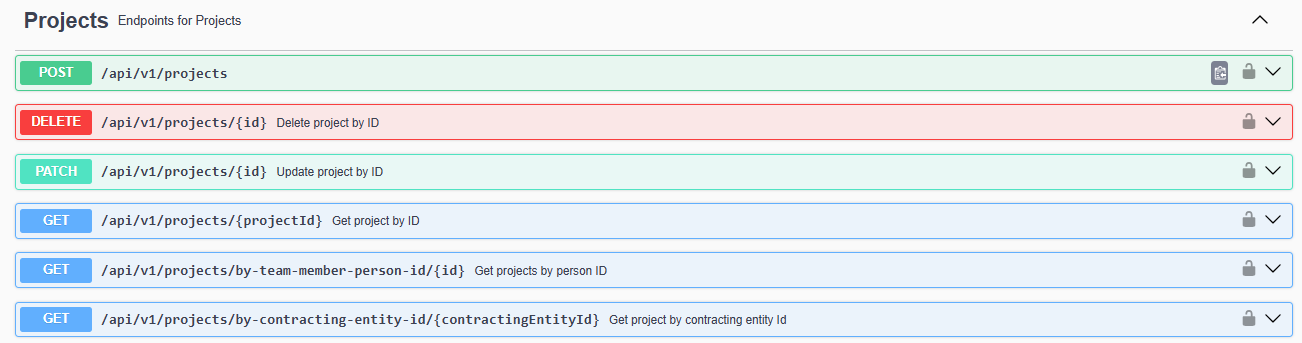 Projects Endpoints for Projects
POST /api/v1/projects
DELETE /api/v1/projects/{id} Delete project by ID
PATCH /api/v1/projects/{id} Update project by ID
GET /api/v1/projects/{projectId} Get project by ID
GET /api/v1/projects/by-team-member-person-id/{id} Get projects by person ID
GET /api/v1/projects/by-contracting-entity-id/{contractingEntityId} Get project by contracting entity Id